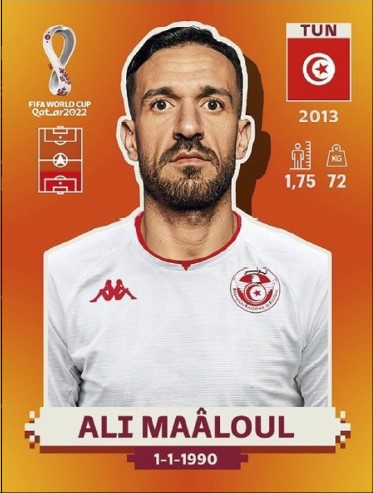 TUN
FIFA WORLD CUP
Qatar2022
2013
KG
1,75 72
ALI MAÂLOUL
1-1-1990